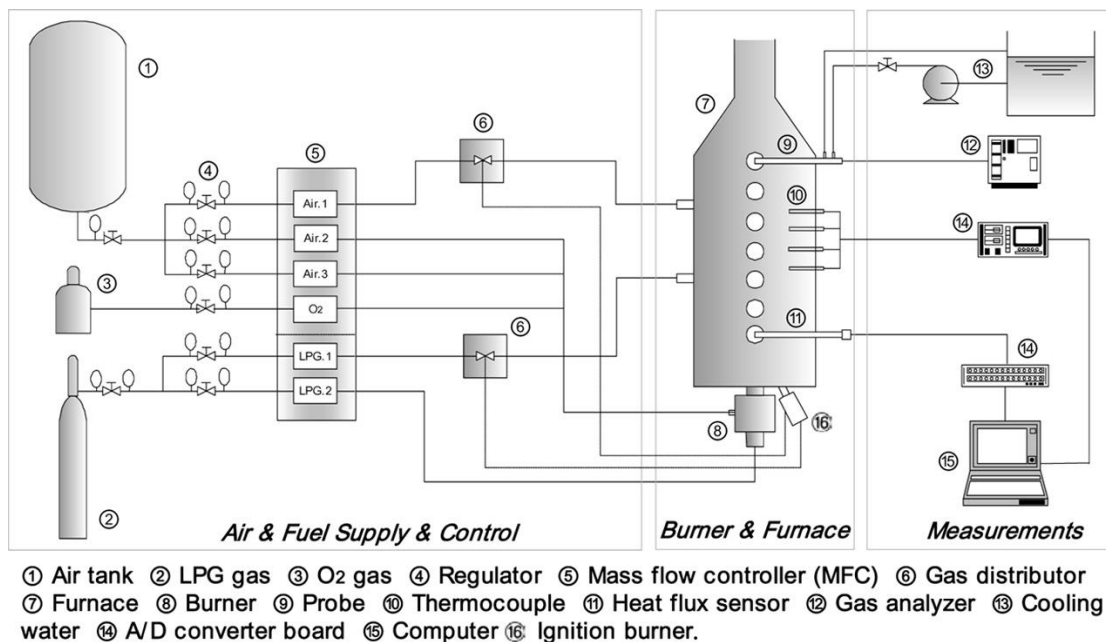 ①
⑥
⑦
⑬
④
⑤
⑨
⑫
Air.1
⑩
Air.2
⑭
③
Air.3
O2
⑥
⑪
LPG.1
⑭
LPG.2
⑧
⑯
⑮
②
Air & Fuel Supply & Control
Burner & Furnace
Measurements
① Air tank ② LPG gas ③ O2 gas ④ Regulator ⑤ Mass flow controller (MFC) ⑥ Gas distributor
⑦ Furnace ⑧ Burner ⑨ Probe ⑩ Thermocouple ⑪ Heat flux sensor ⑫ Gas analyzer ⑬ Cooling
water ⑭ A/D converter board ⑮ Computer ⑯ Ignition burner.